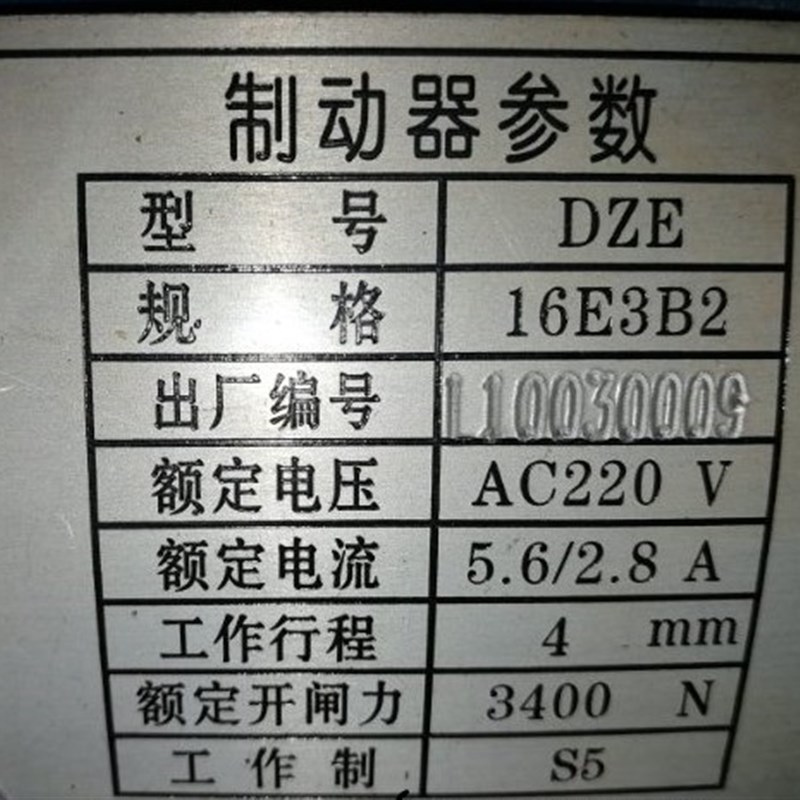 制动器参数
型号 DZE
规格 16E3B2
出厂编号 L10030009
额定电压 AC220 V
额定电流 5.6/2.8 A
工作行程 4 mm
额定开闸力 3400 N
工作制 S5